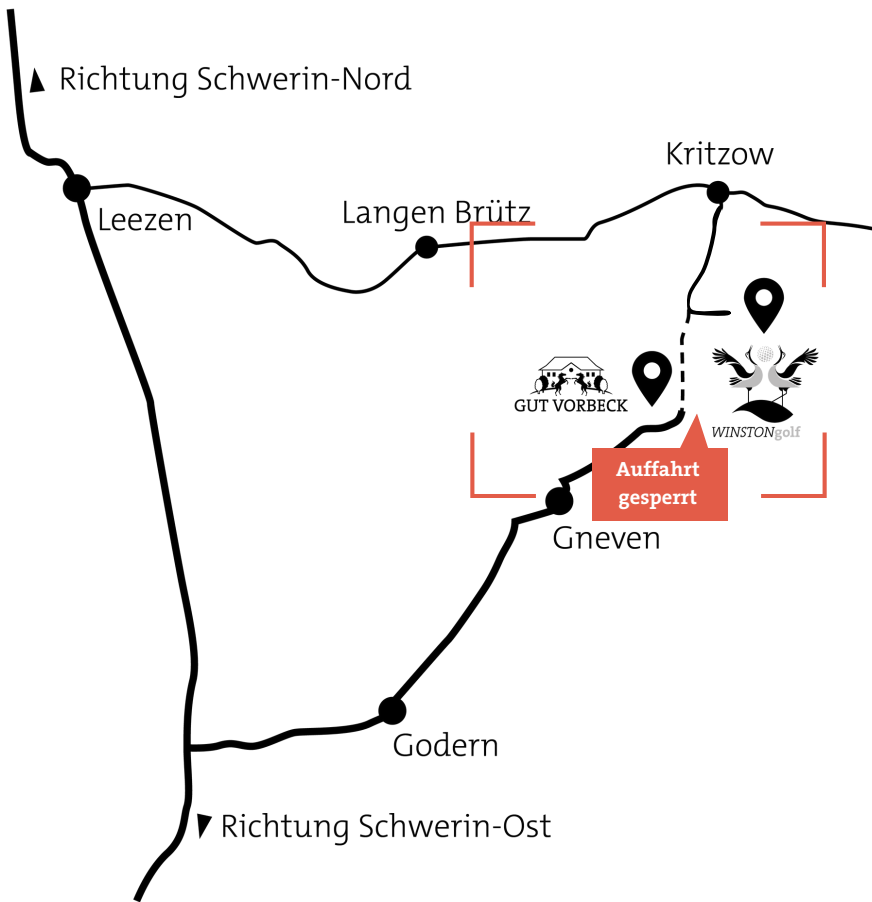 Richtung Schwerin-Nord
Kritzow
Leezen
Langen Brütz
GUT VORBECK
WINSTONgolf
Auffahrt
gesperrt
Gneven
Godern
Richtung Schwerin-Ost